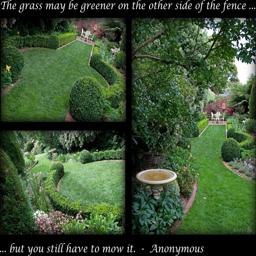 The grass may be greener on the other side of the fence ...
... but you still have to mow it. - Anonymous